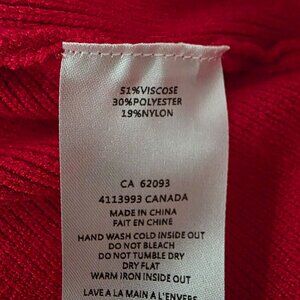 51%VISCOSE
30%POLYESTER
19%NYLON
CA 62093
4113993 CANADA
MADE IN CHINA
FAIT EN CHINE
HAND WASH COLD INSIDE OUT
DO NOT BLEACH
DO NOT TUMBLE DRY
DRY FLAT
WARM IRON INSIDE OUT
LAVE A LA MAIN A L'ENVERS